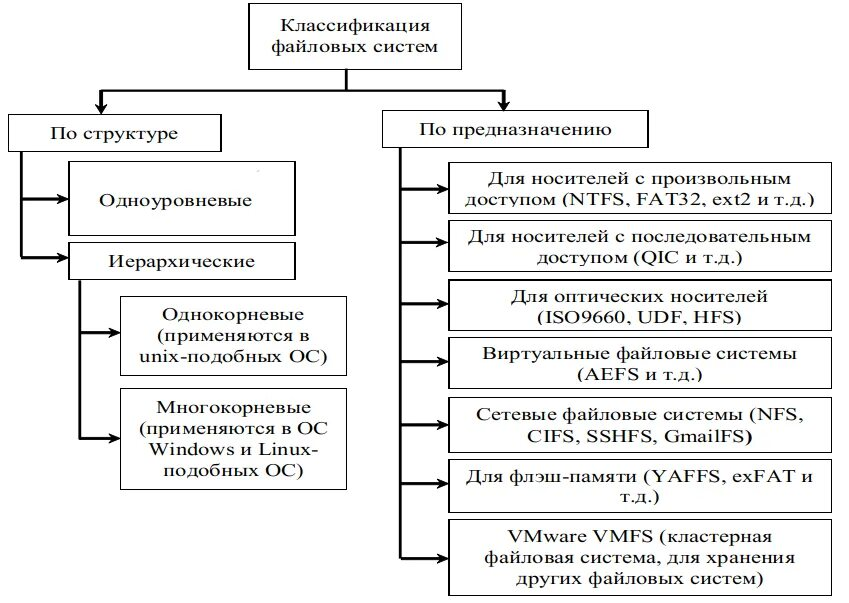 Классификация
файловых систем
По структуре
Одноуровневые
Иерархические
Однокорневые
(применяются в
unix-подобных ОС)
Многокорневые
(применяются в ОС
Windows и Linux-
подобных ОС)
По предназначению
Для носителей с произвольным
доступом (NTFS, FAT32, ext2 и т.д.)
Для носителей с последовательным
доступом (QIC и т.д.)
Для оптических носителей
(ISO9660, UDF, HFS)
Виртуальные файловые системы
(AEFS и т.д.)
Сетевые файловые системы (NFS,
CIFS, SSHFS, GmailFS)
Для флэш-памяти (YAFFS, exFAT и
т.д.)
VMware VMFS (кластерная
файловая система, для хранения
других файловых систем)